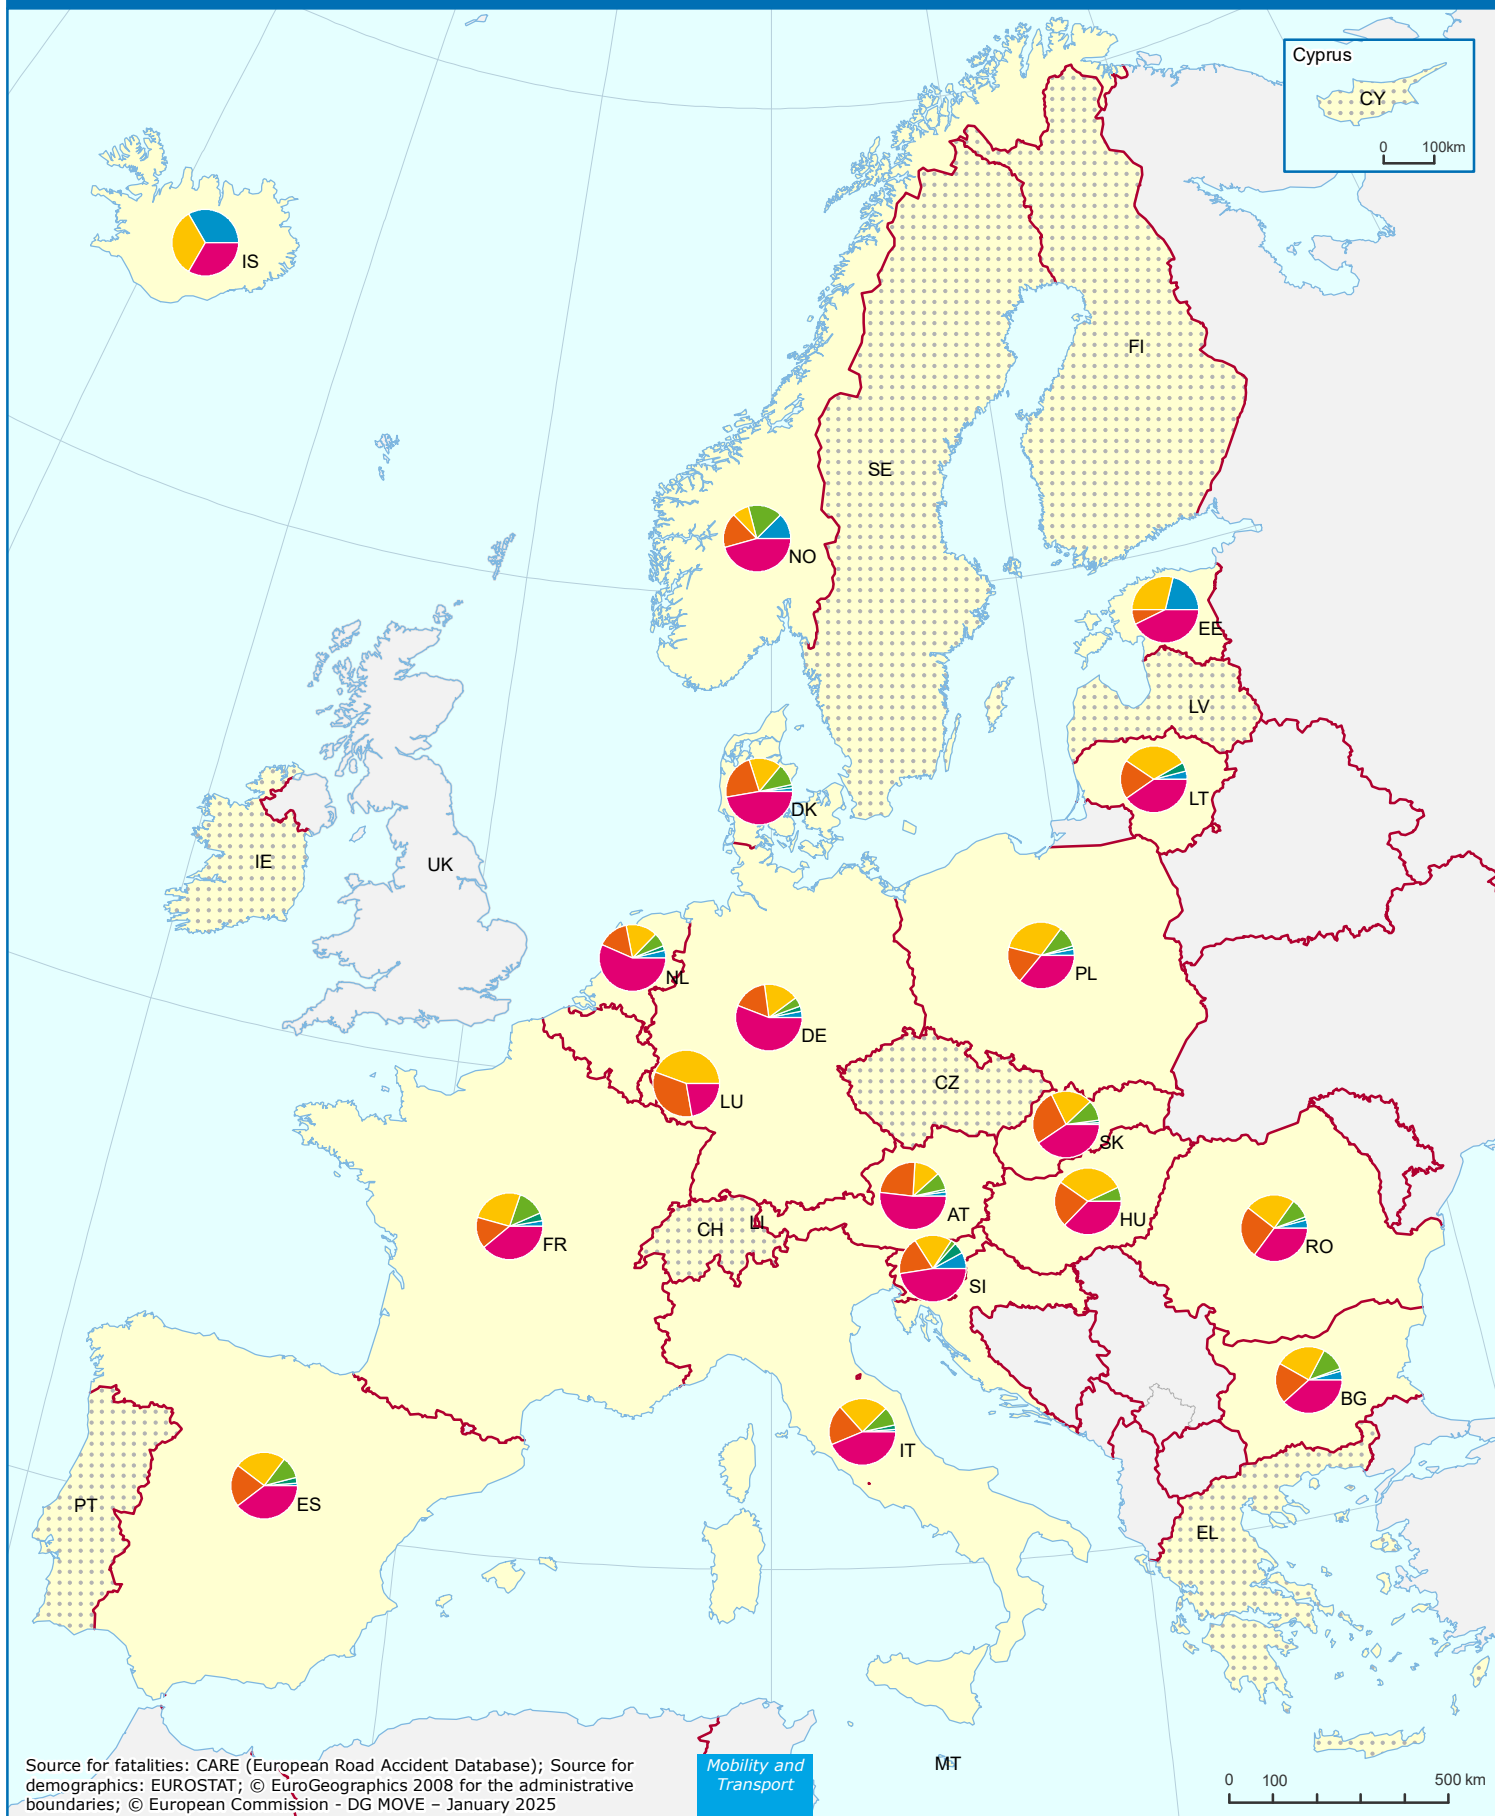 Cyprus
CY
0 100km
IS
FI
SE
NO
EE
LV
LT
DK
IE
UK
NL
PL
DE
CZ
LU
SK
AT
HU
LI
CH
FR
RO
SI
BG
IT
ES
PT
EL
MT
Source for fatalities: CARE (European Road Accident Database); Source for
demographics: EUROSTAT; © EuroGeographics 2008 for the administrative
boundaries; © European Commission - DG MOVE – January 2025
Mobility and
Transport
0 100 500 km